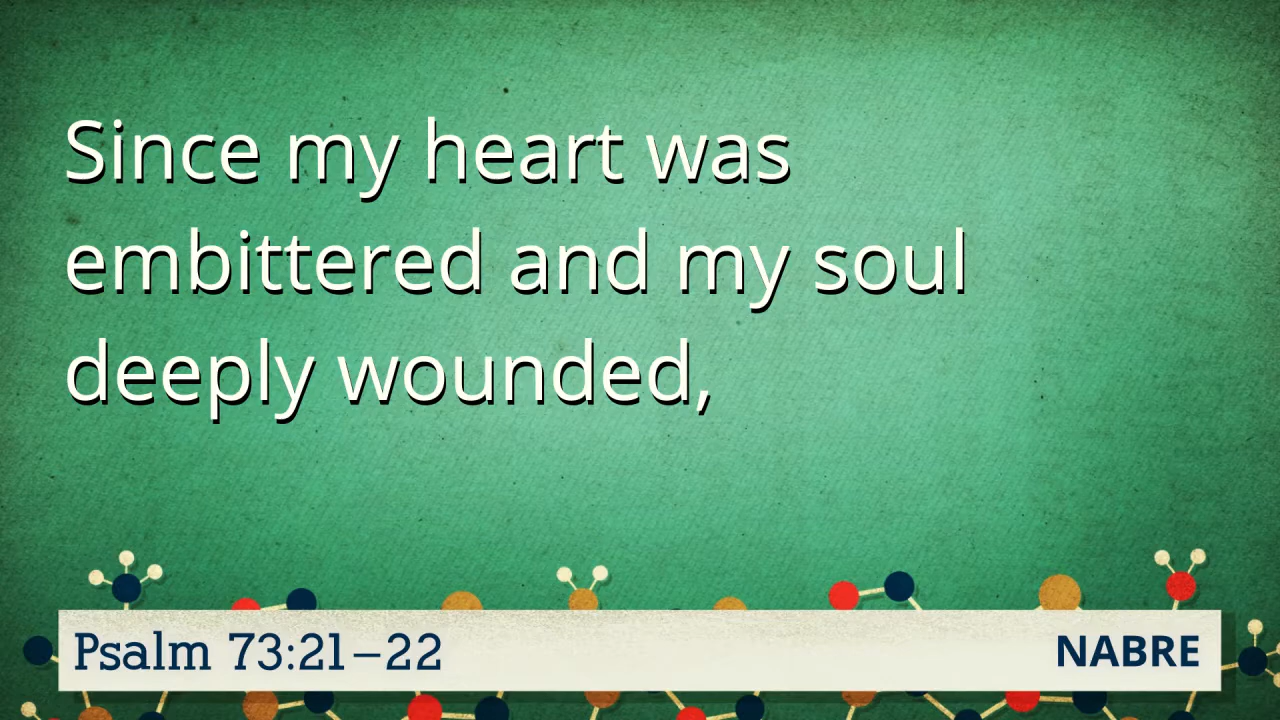 Since my heart was
embittered and my soul
deeply wounded,
Psalm 73:21–22
NABRE